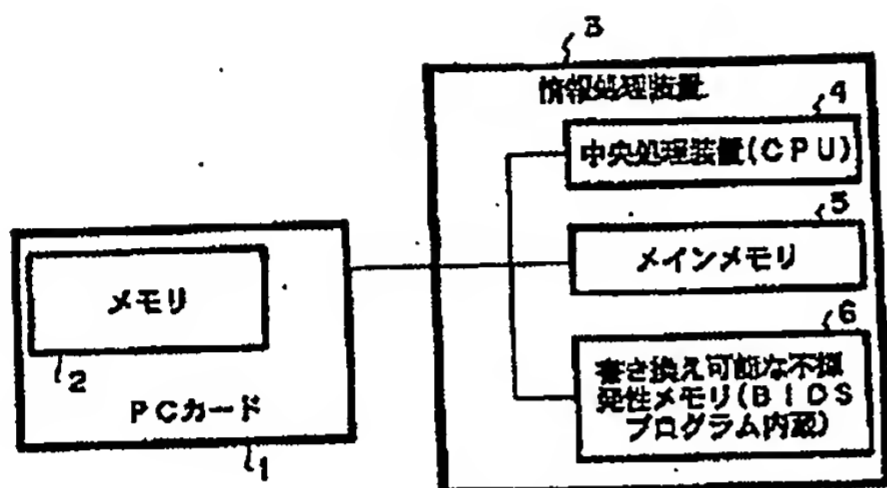 3
情報処理装置
4
中央処理装置(CPU)
5
メインメモリ
6
書き換え可能な不揮
発性メモリ(BIOS
プログラム内蔵)
メモリ
2
PCカード
1